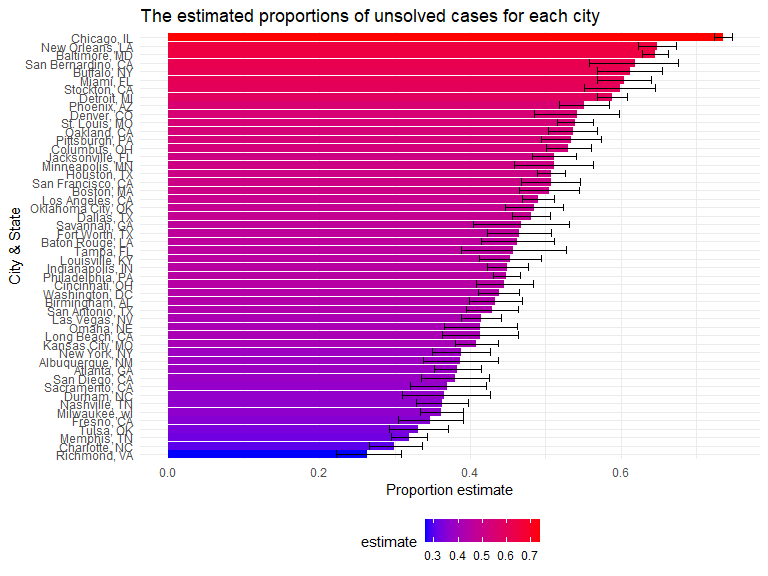 The estimated proportions of unsolved cases for each city
City & State
Chicago, IL
New Orleans, LA
Baltimore, MD
San Bernardino, CA
Buffalo, NY
Miami, FL
Stockton, CA
Detroit, MI
Phoenix, AZ
Denver, CO
St. Louis, MO
Oakland, CA
Pittsburgh, PA
Columbus, OH
Jacksonville, FL
Minneapolis, MN
Houston, TX
San Francisco, CA
Boston, MA
Los Angeles, CA
Oklahoma City, OK
Dallas, TX
Savannah, GA
Fort Worth, TX
Baton Rouge, LA
Tampa, FL
Louisville, KY
Indianapolis, IN
Philadelphia, PA
Cincinnati, OH
Washington, DC
Birmingham, AL
San Antonio, TX
Las Vegas, NV
Omaha, NE
Long Beach, CA
Kansas City, MO
New York, NY
Albuquerque, NM
Atlanta, GA
San Diego, CA
Sacramento, CA
Durham, NC
Nashville, TN
Milwaukee, wI
Fresno, CA
Tulsa, OK
Memphis, TN
Charlotte, NC
Richmond, VA
0.0 0.2 0.4 0.6
Proportion estimate
estimate
0.3 0.4 0.5 0.6 0.7